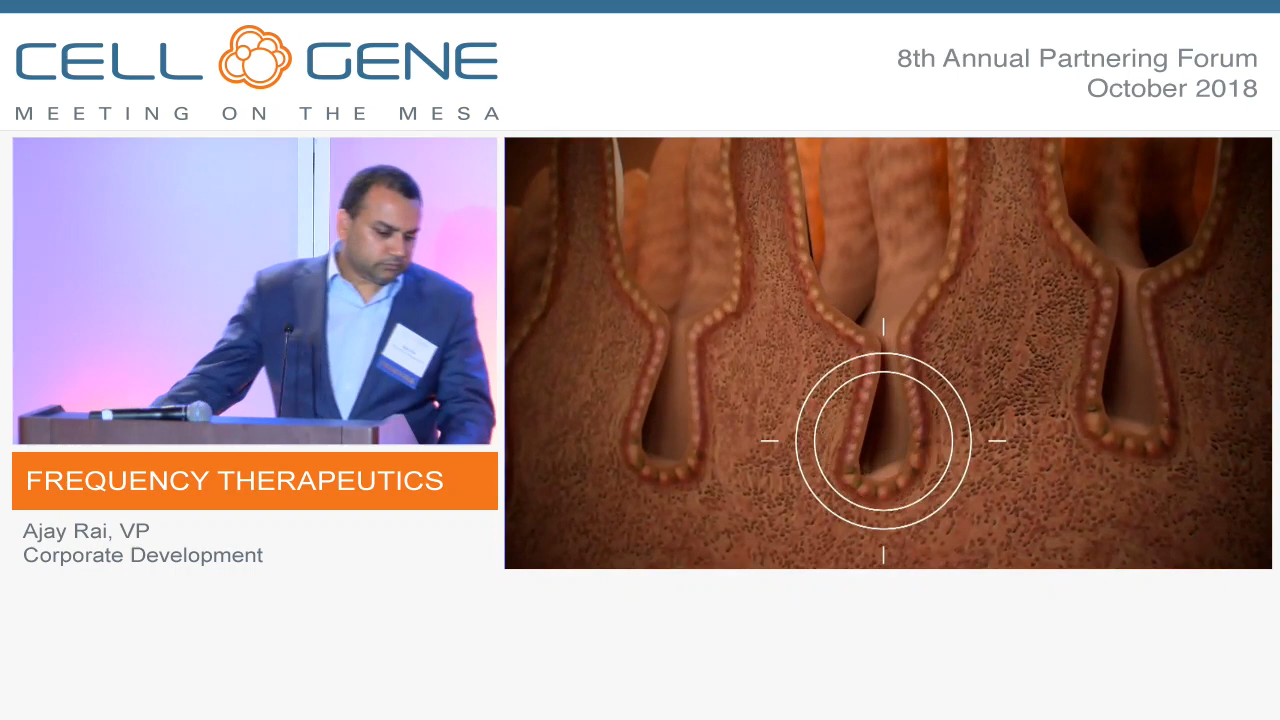 CELL GENE
MEETING ON THE MESA
8th Annual Partnering Forum
October 2018
FREQUENCY THERAPEUTICS
Ajay Rai, VP
Corporate Development